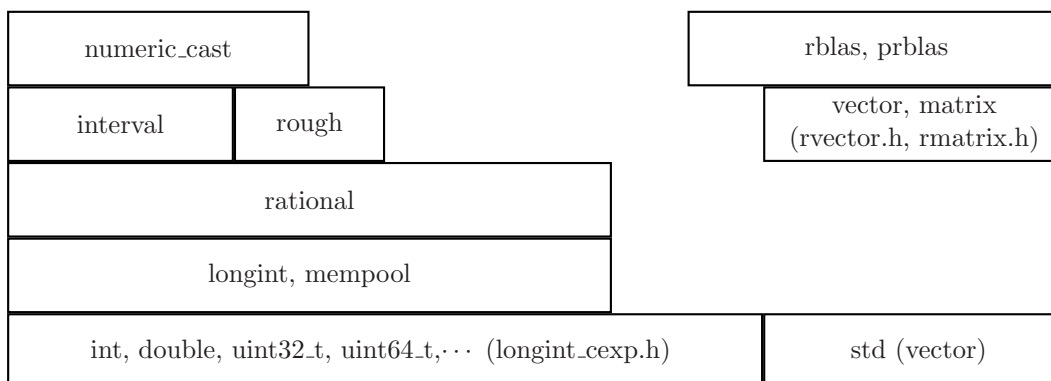 numeric_cast
rblas, prblas
interval
rough
vector, matrix
(rvector.h, rmatrix.h)
rational
longint, mempool
int, double, uint32_t, uint64_t,··· (longint_cexp.h)
std (vector)